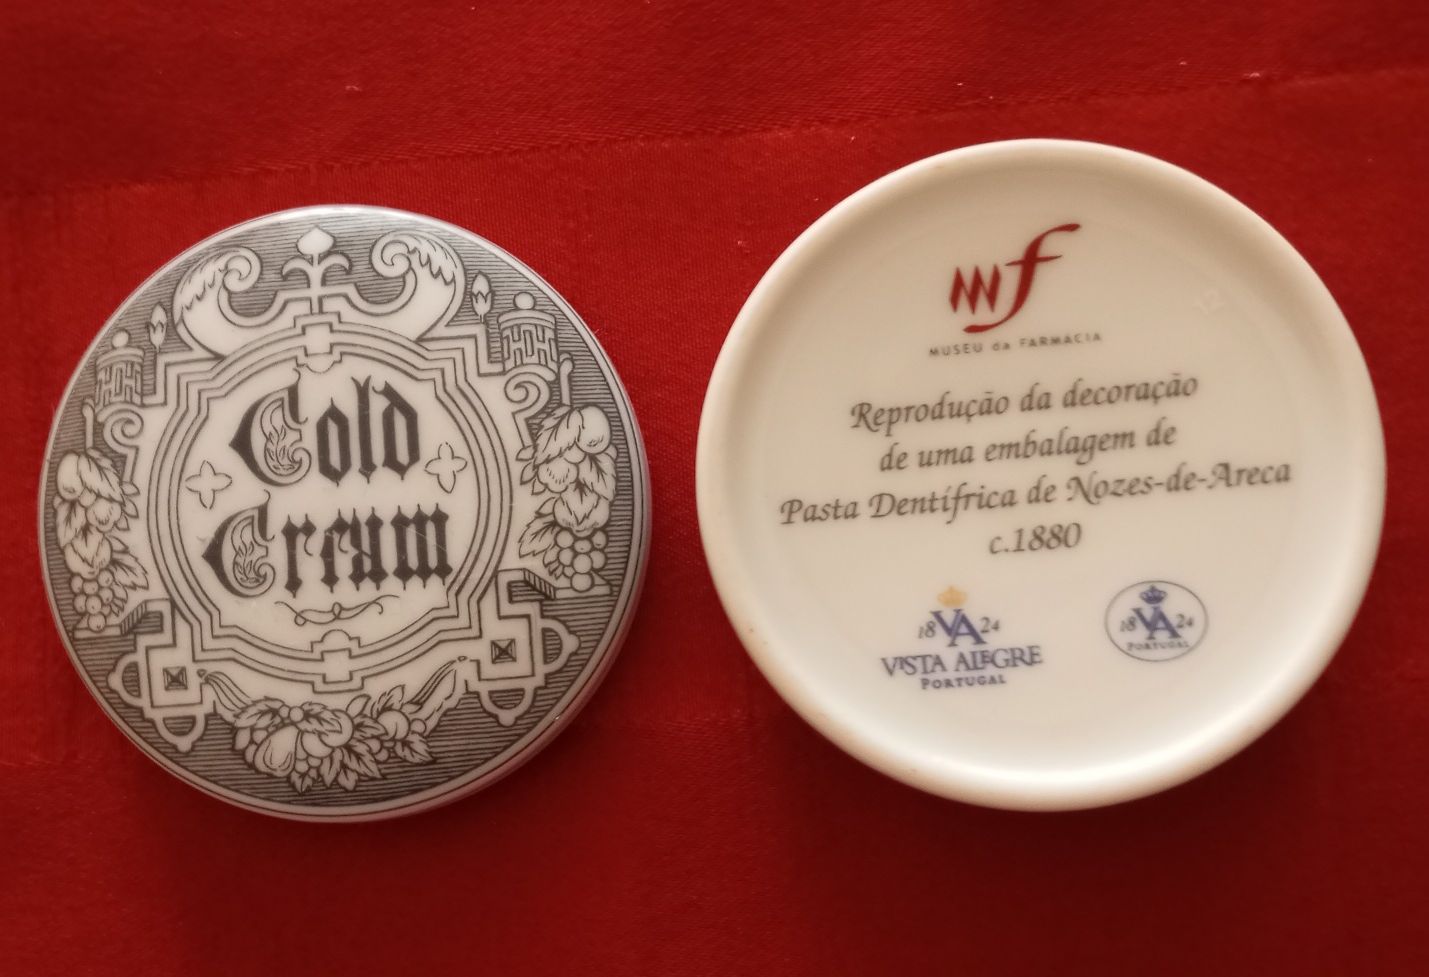 Cold
Cream
mf
MUSEU da FARMACIA
Reprodução da decoração
de uma embalagem de
Pasta Dentífrica de Nozes-de-Areca
c.1880
18 VA 24
VISTA ALEGRE
PORTUGAL
18 VA 24
PORTUGAL
12